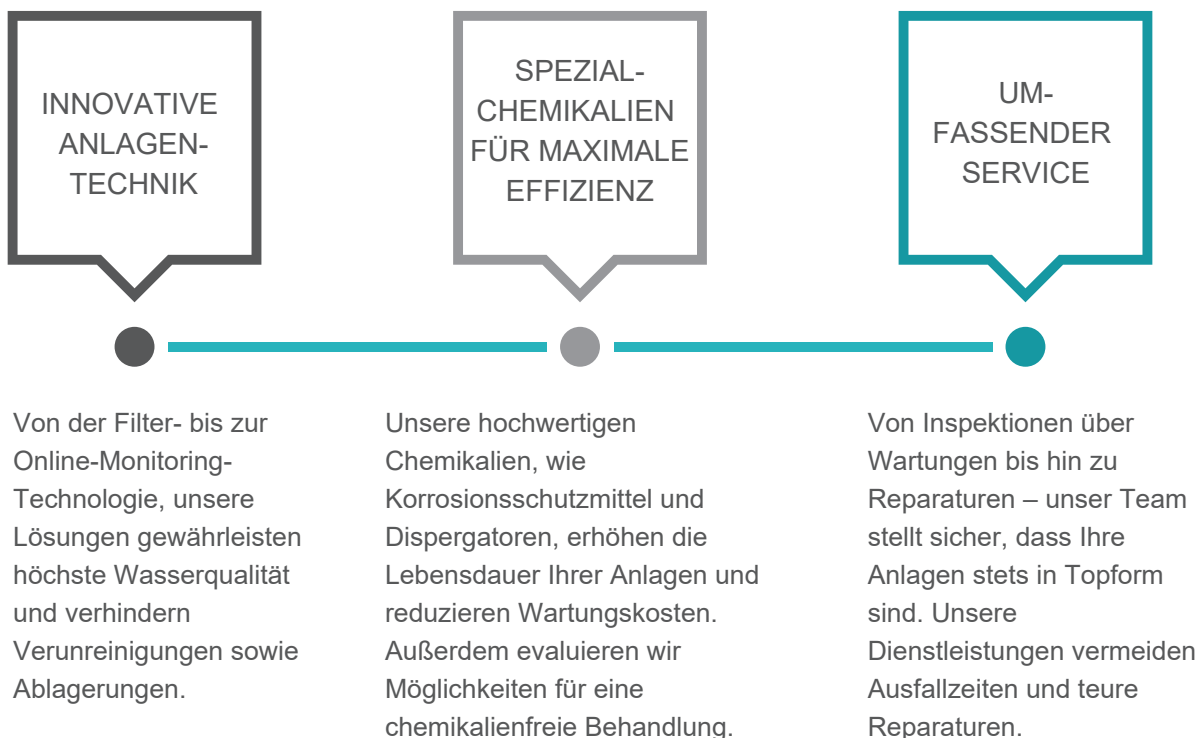 INNOVATIVE
ANLAGEN-
TECHNIK
SPEZIAL-
CHEMIKALIEN
FÜR MAXIMALE
EFFIZIENZ
UM-
FASSENDER
SERVICE
Von der Filter- bis zur
Online-Monitoring-
Technologie, unsere
Lösungen gewährleisten
höchste Wasserqualität
und verhindern
Verunreinigungen sowie
Ablagerungen.
Unsere hochwertigen
Chemikalien, wie
Korrosionsschutzmittel und
Dispergatoren, erhöhen die
Lebensdauer Ihrer Anlagen und
reduzieren Wartungskosten.
Außerdem evaluieren wir
Möglichkeiten für eine
chemikalienfreie Behandlung.
Von Inspektionen über
Wartungen bis hin zu
Reparaturen – unser Team
stellt sicher, dass Ihre
Anlagen stets in Topform
sind. Unsere
Dienstleistungen vermeiden
Ausfallzeiten und teure
Reparaturen.